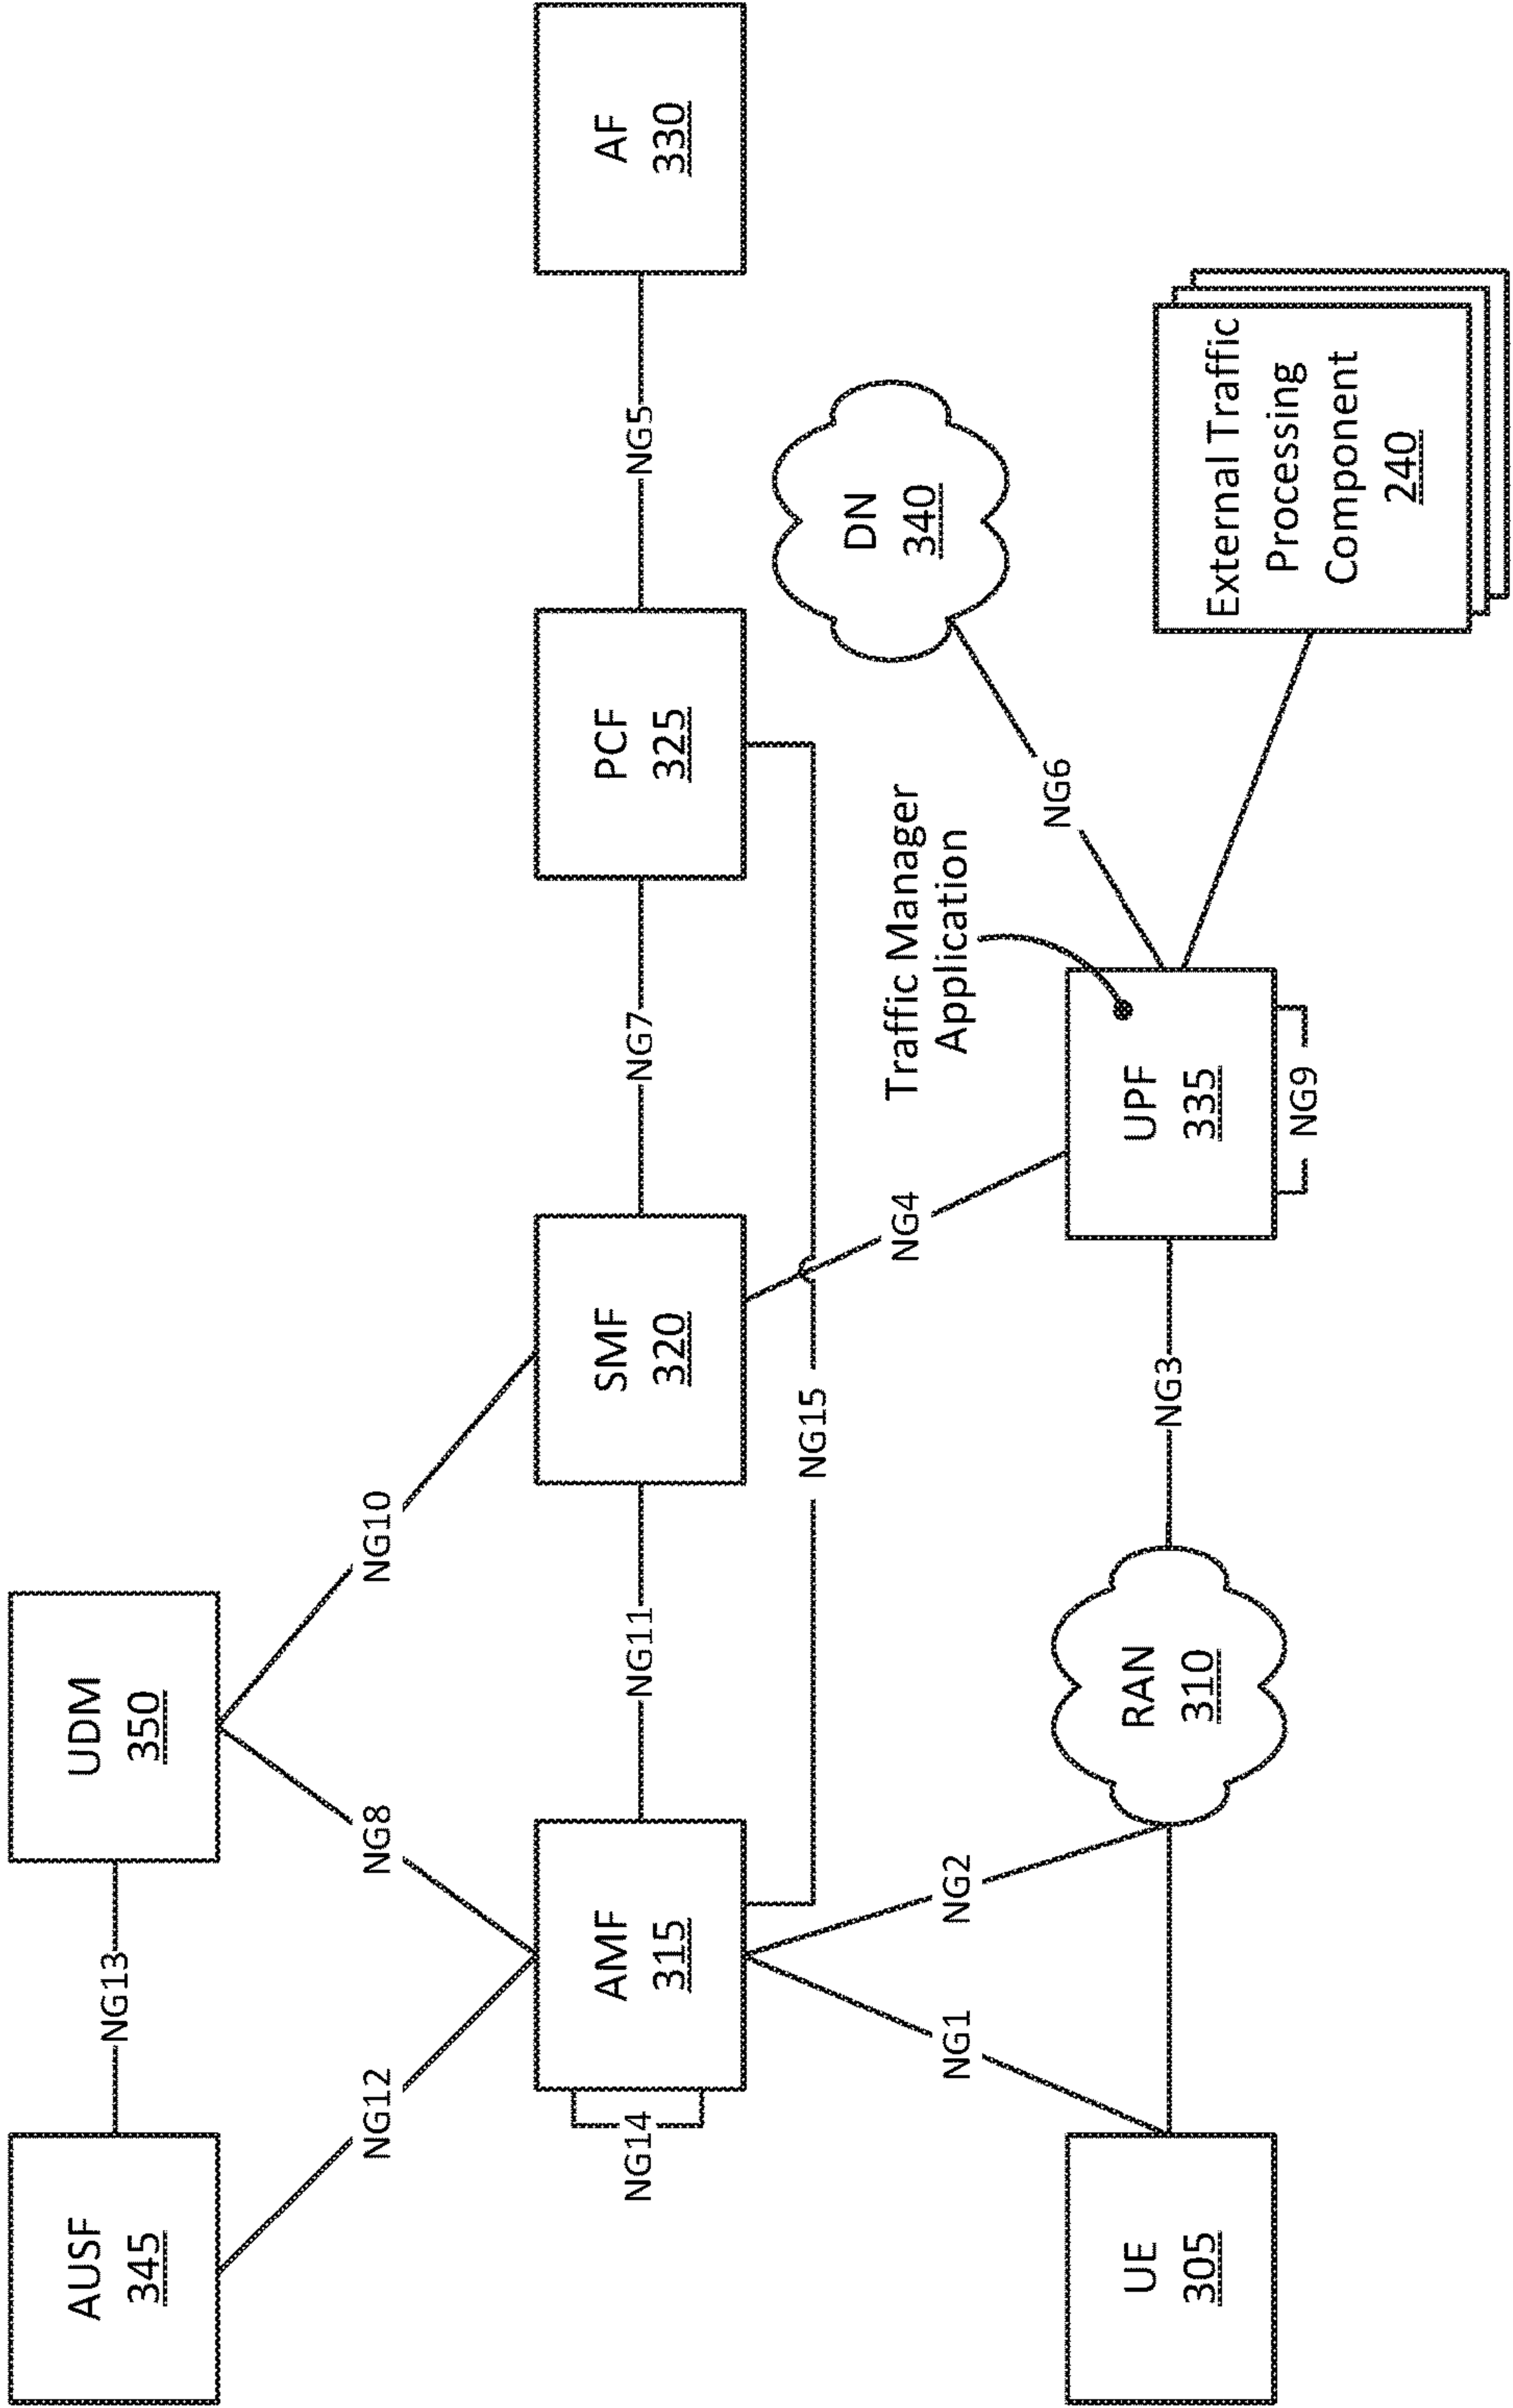 AUSF
345
NG13
UDM
350
NG12
NG8
NG10
AMF
315
NG14
NG11
SMF
320
NG7
PCF
325
NG5
AF
330
NG15
NG1
NG2
NG4
Traffic Manager
Application
DN
340
NG6
UE
305
RAN
310
NG3
UPF
335
NG9
External Traffic
Processing
Component
240